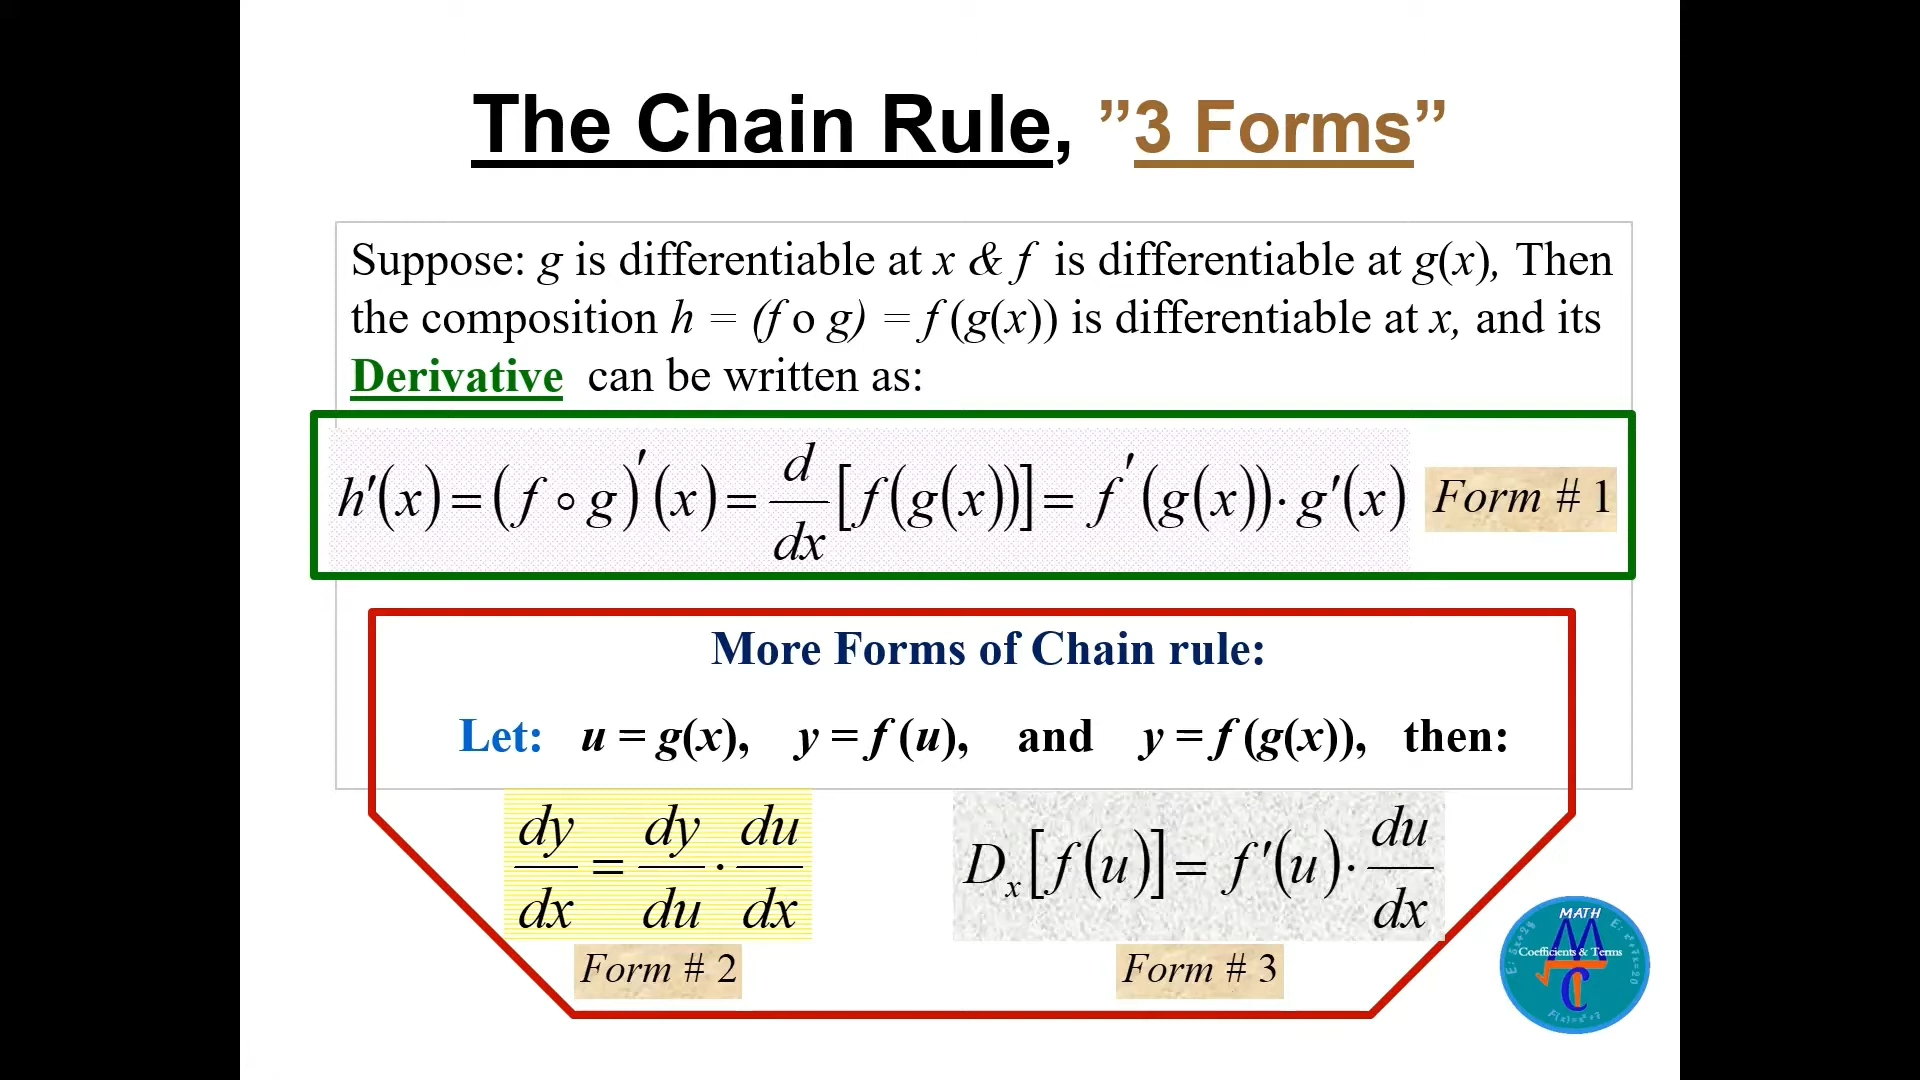 The Chain Rule, ”3 Forms”
Suppose: g is differentiable at x & f is differentiable at g(x), Then
the composition h = (f o g) = f (g(x)) is differentiable at x, and its
Derivative can be written as:
h′(x) = (f ∘ g)′(x) = d/dx [f(g(x))] = f′(g(x)) · g′(x) Form # 1
More Forms of Chain rule:
Let: u = g(x), y = f (u), and y = f (g(x)), then:
dy/dx = dy/du · du/dx
D_x[f(u)] = f′(u) · du/dx
Form # 2
Form # 3
MATH
Coefficients & Terms